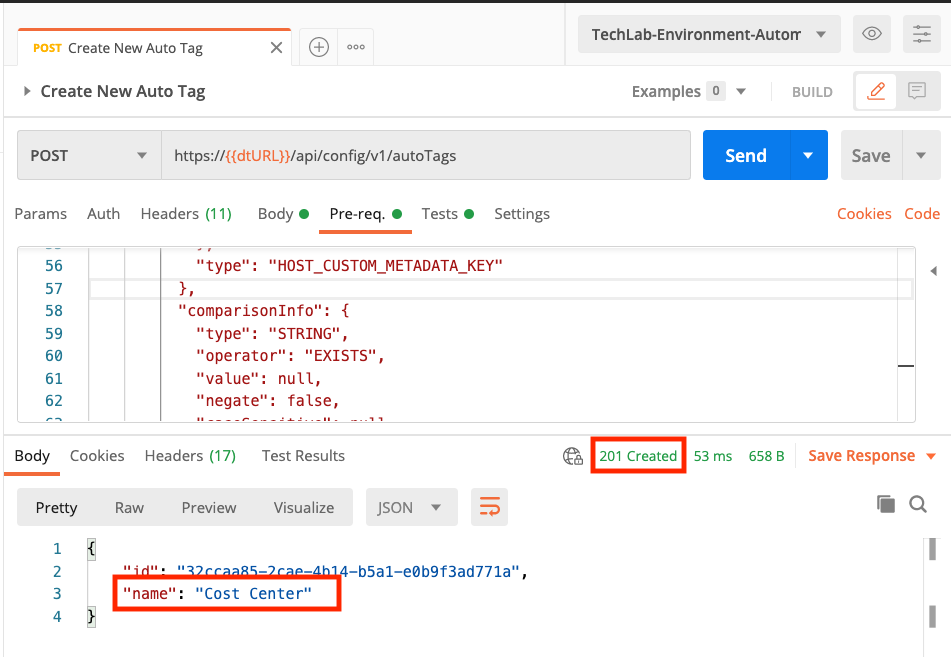 POST Create New Auto Tag
TechLab-Environment-Autom
Create New Auto Tag
Examples 0
BUILD
POST
https://{{dtURL}}/api/config/v1/autoTags
Send
Save
Params Auth Headers (11) Body Pre-req. Tests Settings
Cookies Code
56 "type": "HOST_CUSTOM_METADATA_KEY"
57 },
58 "comparisonInfo": {
59 "type": "STRING",
60 "operator": "EXISTS",
61 "value": null,
62 "negate": false,
Body Cookies Headers (17) Test Results
201 Created 53 ms 658 B Save Response
Pretty Raw Preview Visualize JSON
1 {
2 "id": "32ccaa85-2cae-4b14-b5a1-e0b9f3ad771a",
3 "name": "Cost Center"
4 }